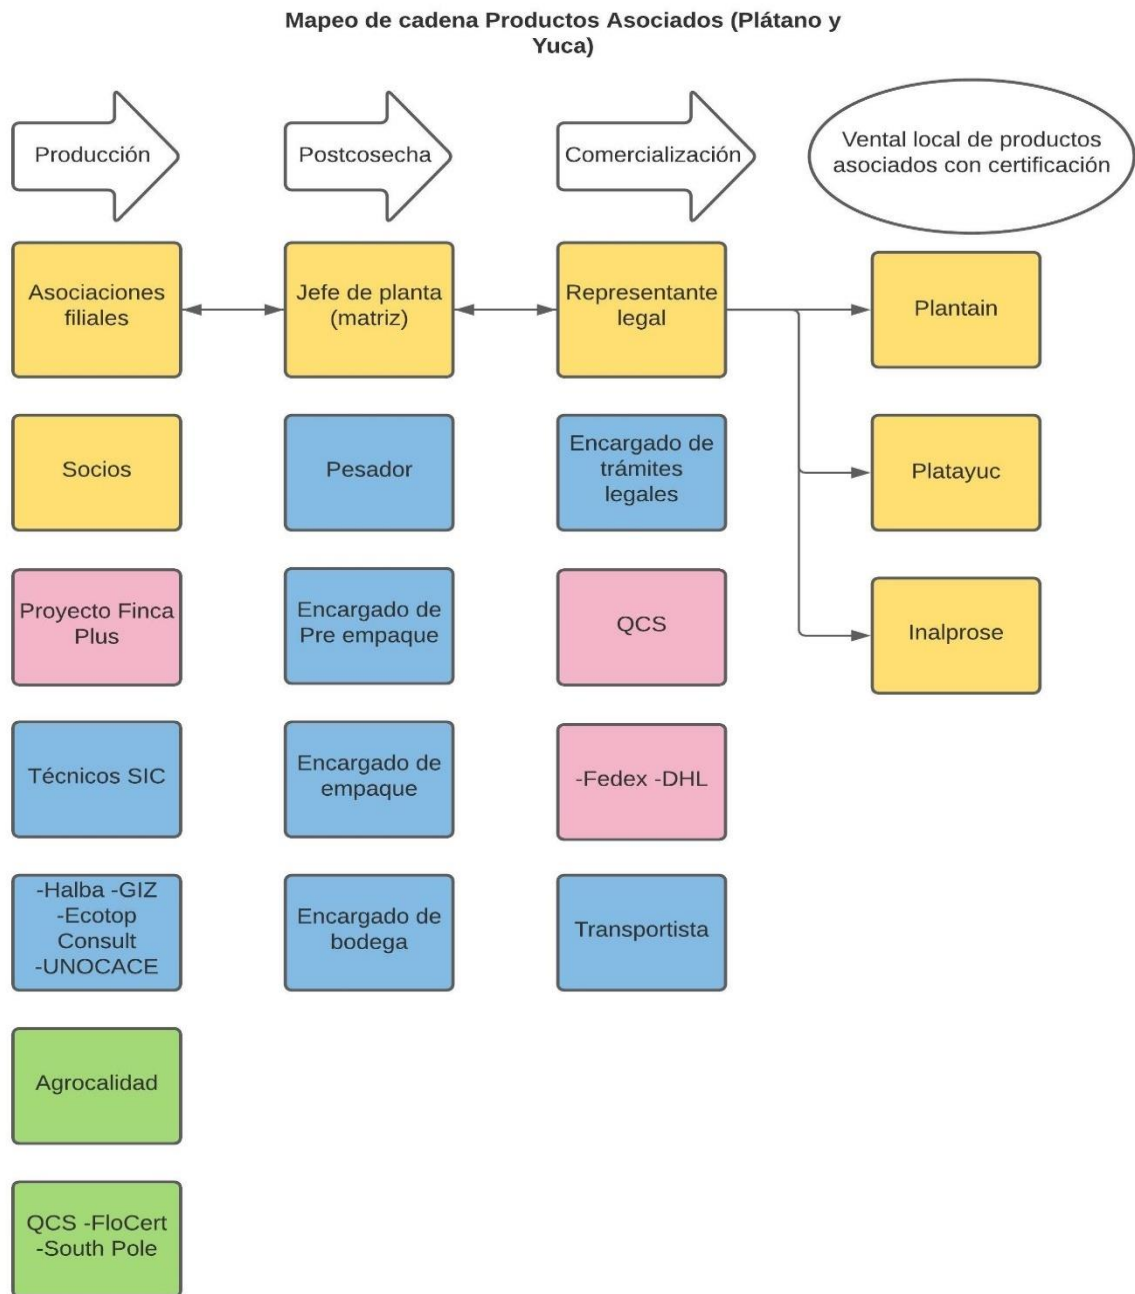 Mapeo de cadena Productos Asociados (Plátano y
Yuca)
Producción
Postcosecha
Comercialización
Vental local de productos
asociados con certificación
Asociaciones
filiales
Jefe de planta
(matriz)
Representante
legal
Plantain
Socios
Pesador
Encargado de
trámites
legales
Platayuc
Proyecto Finca
Plus
Encargado de
Pre empaque
QCS
Inalprose
Técnicos SIC
Encargado de
empaque
-Fedex -DHL
-Halba -GIZ
-Ecotop
Consult
-UNOCACE
Encargado de
bodega
Transportista
Agrocalidad
QCS -FloCert
-South Pole